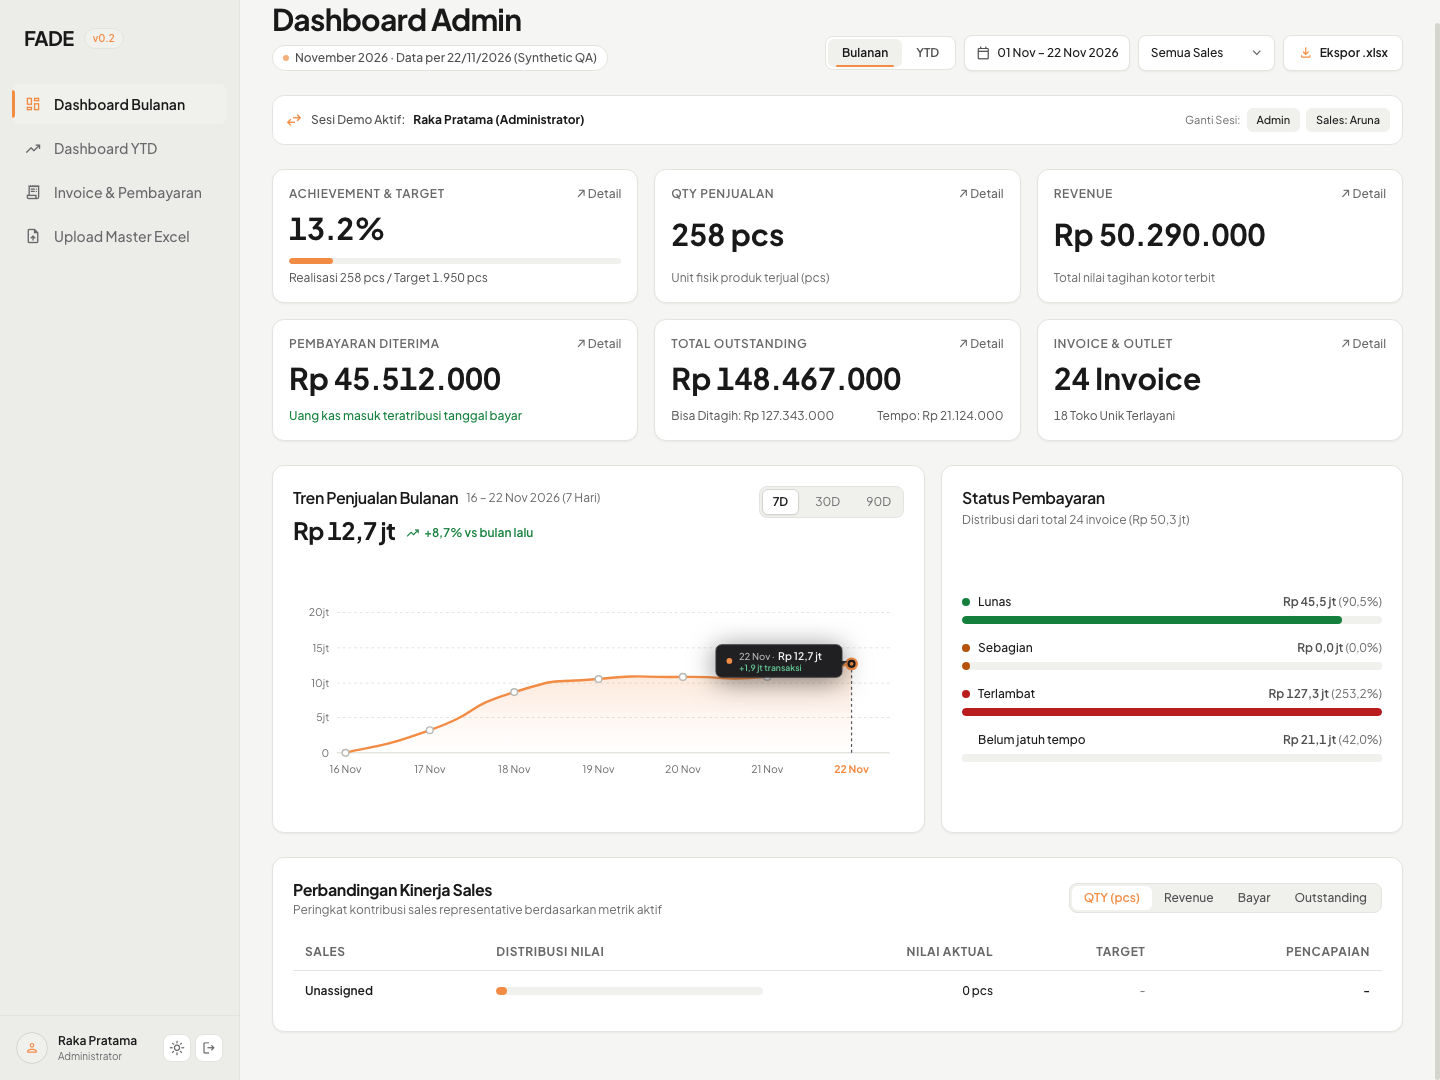 FADE
v0.2
Dashboard Bulanan
Dashboard YTD
Invoice & Pembayaran
Upload Master Excel
Raka Pratama
Administrator
Dashboard Admin
November 2026 · Data per 22/11/2026 (Synthetic QA)
Bulanan
YTD
01 Nov – 22 Nov 2026
Semua Sales
Ekspor .xlsx
Sesi Demo Aktif: Raka Pratama (Administrator)
Ganti Sesi:
Admin
Sales: Aruna
ACHIEVEMENT & TARGET
Detail
13.2%
Realisasi 258 pcs / Target 1.950 pcs
QTY PENJUALAN
Detail
258 pcs
Unit fisik produk terjual (pcs)
REVENUE
Detail
Rp 50.290.000
Total nilai tagihan kotor terbit
PEMBAYARAN DITERIMA
Detail
Rp 45.512.000
Uang kas masuk teratribusi tanggal bayar
TOTAL OUTSTANDING
Detail
Rp 148.467.000
Bisa Ditagih: Rp 127.343.000
Tempo: Rp 21.124.000
INVOICE & OUTLET
Detail
24 Invoice
18 Toko Unik Terlayani
Tren Penjualan Bulanan
16 – 22 Nov 2026 (7 Hari)
7D
30D
90D
Rp 12,7 jt
+8,7% vs bulan lalu
20jt
15jt
10jt
5jt
0
22 Nov · Rp 12,7 jt
+1,9 jt transaksi
16 Nov
17 Nov
18 Nov
19 Nov
20 Nov
21 Nov
22 Nov
Status Pembayaran
Distribusi dari total 24 invoice (Rp 50,3 jt)
Lunas
Rp 45,5 jt (90,5%)
Sebagian
Rp 0,0 jt (0,0%)
Terlambat
Rp 127,3 jt (253,2%)
Belum jatuh tempo
Rp 21,1 jt (42,0%)
Perbandingan Kinerja Sales
Peringkat kontribusi sales representative berdasarkan metrik aktif
QTY (pcs)
Revenue
Bayar
Outstanding
SALES
DISTRIBUSI NILAI
NILAI AKTUAL
TARGET
PENCAPAIAN
Unassigned
0 pcs
-
-